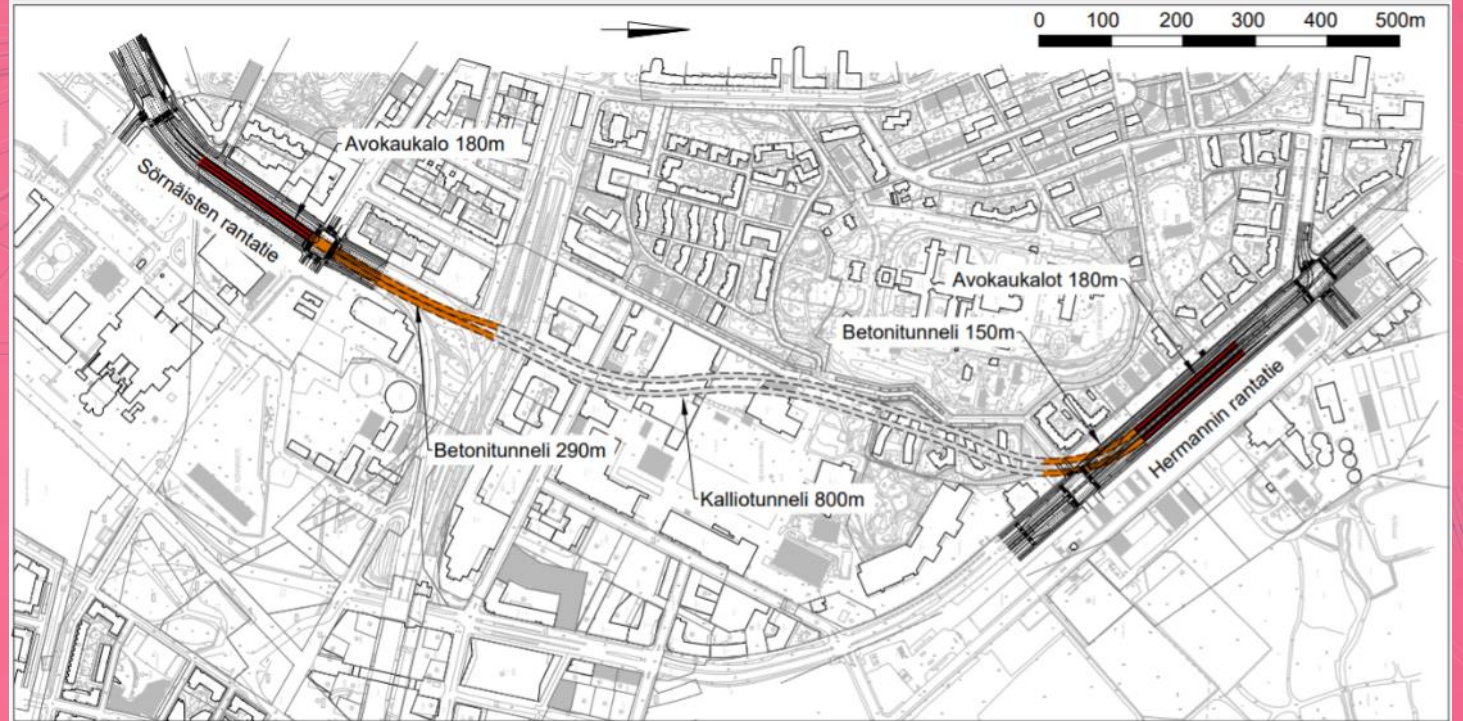 0 100 200 300 400 500m
Avokaukalo 180m
Sörnäisten rantatie
Avokaukalot 180m
Betonitunneli 150m
Hermannin rantatie
Betonitunneli 290m
Kalliotunneli 800m